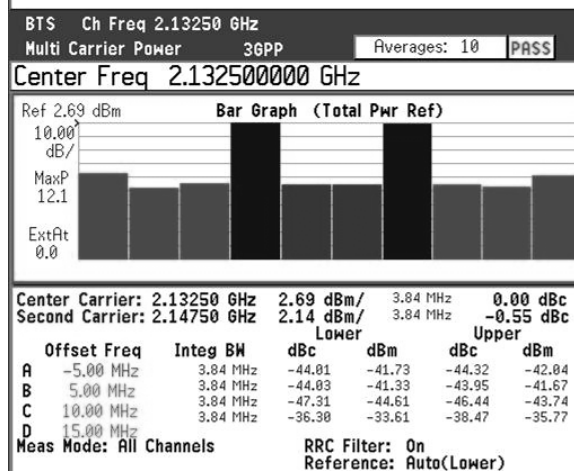 BTS Ch Freq 2.13250 GHz
Multi Carrier Power 3GPP Averages: 10 PASS
Center Freq 2.132500000 GHz
Ref 2.69 dBm Bar Graph (Total Pwr Ref)
10.00
dB/
MaxP
12.1
ExtAt
0.0
Center Carrier: 2.13250 GHz 2.69 dBm/ 3.84 MHz 0.00 dBc
Second Carrier: 2.14750 GHz 2.14 dBm/ 3.84 MHz -0.55 dBc
Lower Upper
Offset Freq Integ BW dBc dBm dBc dBm
A -5.00 MHz 3.84 MHz -44.01 -41.73 -44.32 -42.04
B 5.00 MHz 3.84 MHz -44.03 -41.33 -43.95 -41.67
C 10.00 MHz 3.84 MHz -47.31 -44.61 -46.44 -43.74
D 15.00 MHz 3.84 MHz -36.30 -33.61 -38.47 -35.77
Meas Mode: All Channels RRC Filter: On
Reference: Auto(Lower)